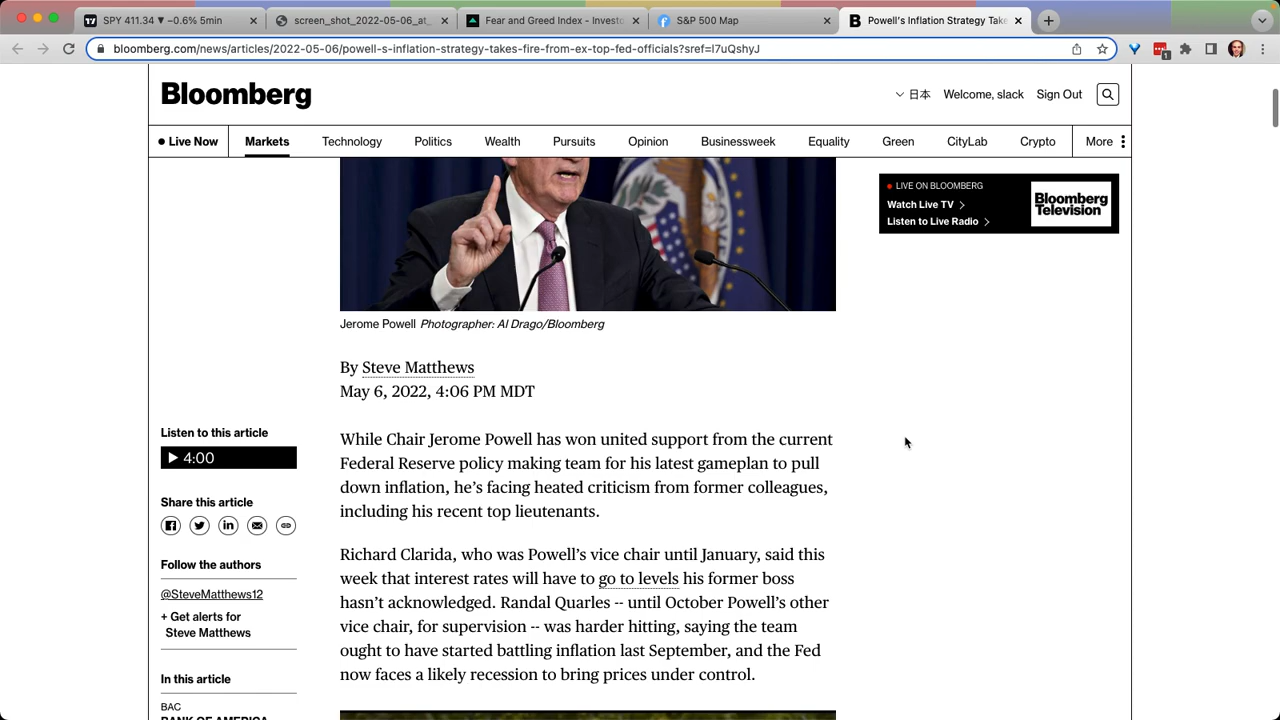 SPY 411.34 ▼ −0.6% 5min
screen_shot_2022-05-06_at_
Fear and Greed Index - Investo
S&P 500 Map
Powell's Inflation Strategy Take
bloomberg.com/news/articles/2022-05-06/powell-s-inflation-strategy-takes-fire-from-ex-top-fed-officials?sref=l7uQshyJ
1
Bloomberg
日本 Welcome, slack Sign Out
Live Now Markets Technology Politics Wealth Pursuits Opinion Businessweek Equality Green CityLab Crypto More
LIVE ON BLOOMBERG
Watch Live TV
Listen to Live Radio
Bloomberg
Television
Jerome Powell Photographer: Al Drago/Bloomberg
By Steve Matthews
May 6, 2022, 4:06 PM MDT
Listen to this article
4:00
Share this article
Follow the authors
@SteveMatthews12
+ Get alerts for
Steve Matthews
In this article
BAC
BANK OF AMERICA
While Chair Jerome Powell has won united support from the current
Federal Reserve policy making team for his latest gameplan to pull
down inflation, he's facing heated criticism from former colleagues,
including his recent top lieutenants.
Richard Clarida, who was Powell's vice chair until January, said this
week that interest rates will have to go to levels his former boss
hasn't acknowledged. Randal Quarles -- until October Powell's other
vice chair, for supervision -- was harder hitting, saying the team
ought to have started battling inflation last September, and the Fed
now faces a likely recession to bring prices under control.